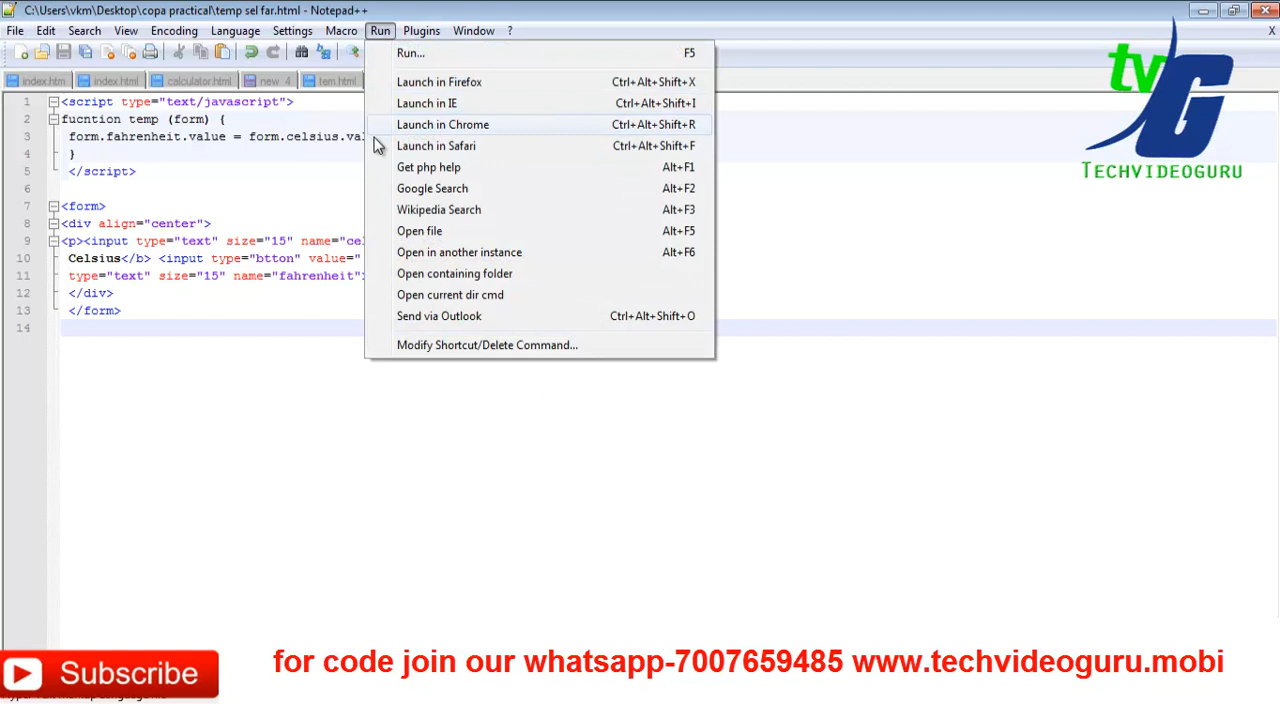 C:\Users\vkm\Desktop\copa practical\temp sel far.html - Notepad++
File Edit Search View Encoding Language Settings Macro Run Plugins Window ? X
index.htm index.html calculator.html new 4 tem.html
Run... F5
Launch in Firefox Ctrl+Alt+Shift+X
Launch in IE Ctrl+Alt+Shift+I
Launch in Chrome Ctrl+Alt+Shift+R
Launch in Safari Ctrl+Alt+Shift+F
Get php help Alt+F1
Google Search Alt+F2
Wikipedia Search Alt+F3
Open file Alt+F5
Open in another instance Alt+F6
Open containing folder
Open current dir cmd
Send via Outlook Ctrl+Alt+Shift+O
Modify Shortcut/Delete Command...
1 <script type="text/javascript">
2 fucntion temp (form) {
3 form.fahrenheit.value = form.celsius.val
4 }
5 </script>
6
7 <form>
8 <div align="center">
9 <p><input type="text" size="15" name="cel
10 Celsius</b> <input type="btton" value="
11 type="text" size="15" name="fahrenheit"
12 </div>
13 </form>
14
tvG
TECHVIDEOGURU
Subscribe
for code join our whatsapp-7007659485 www.techvideoguru.mobi